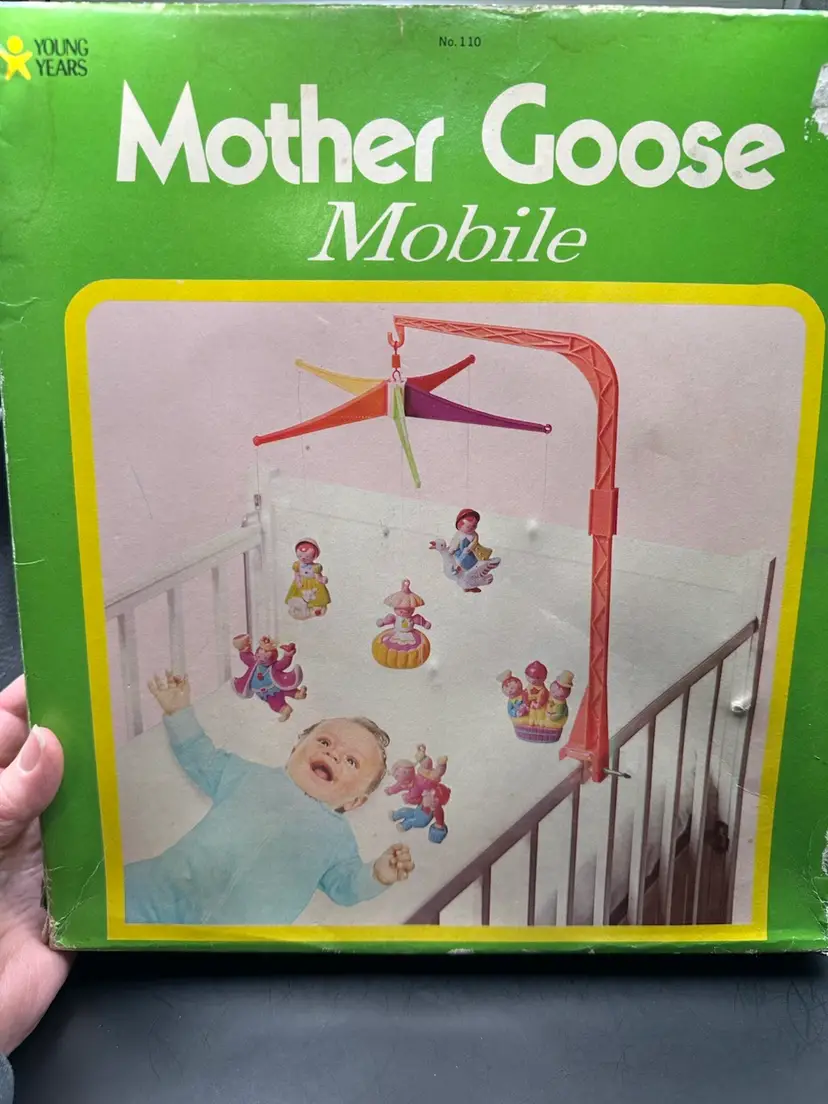 YOUNG
YEARS
No. 110
Mother Goose
Mobile